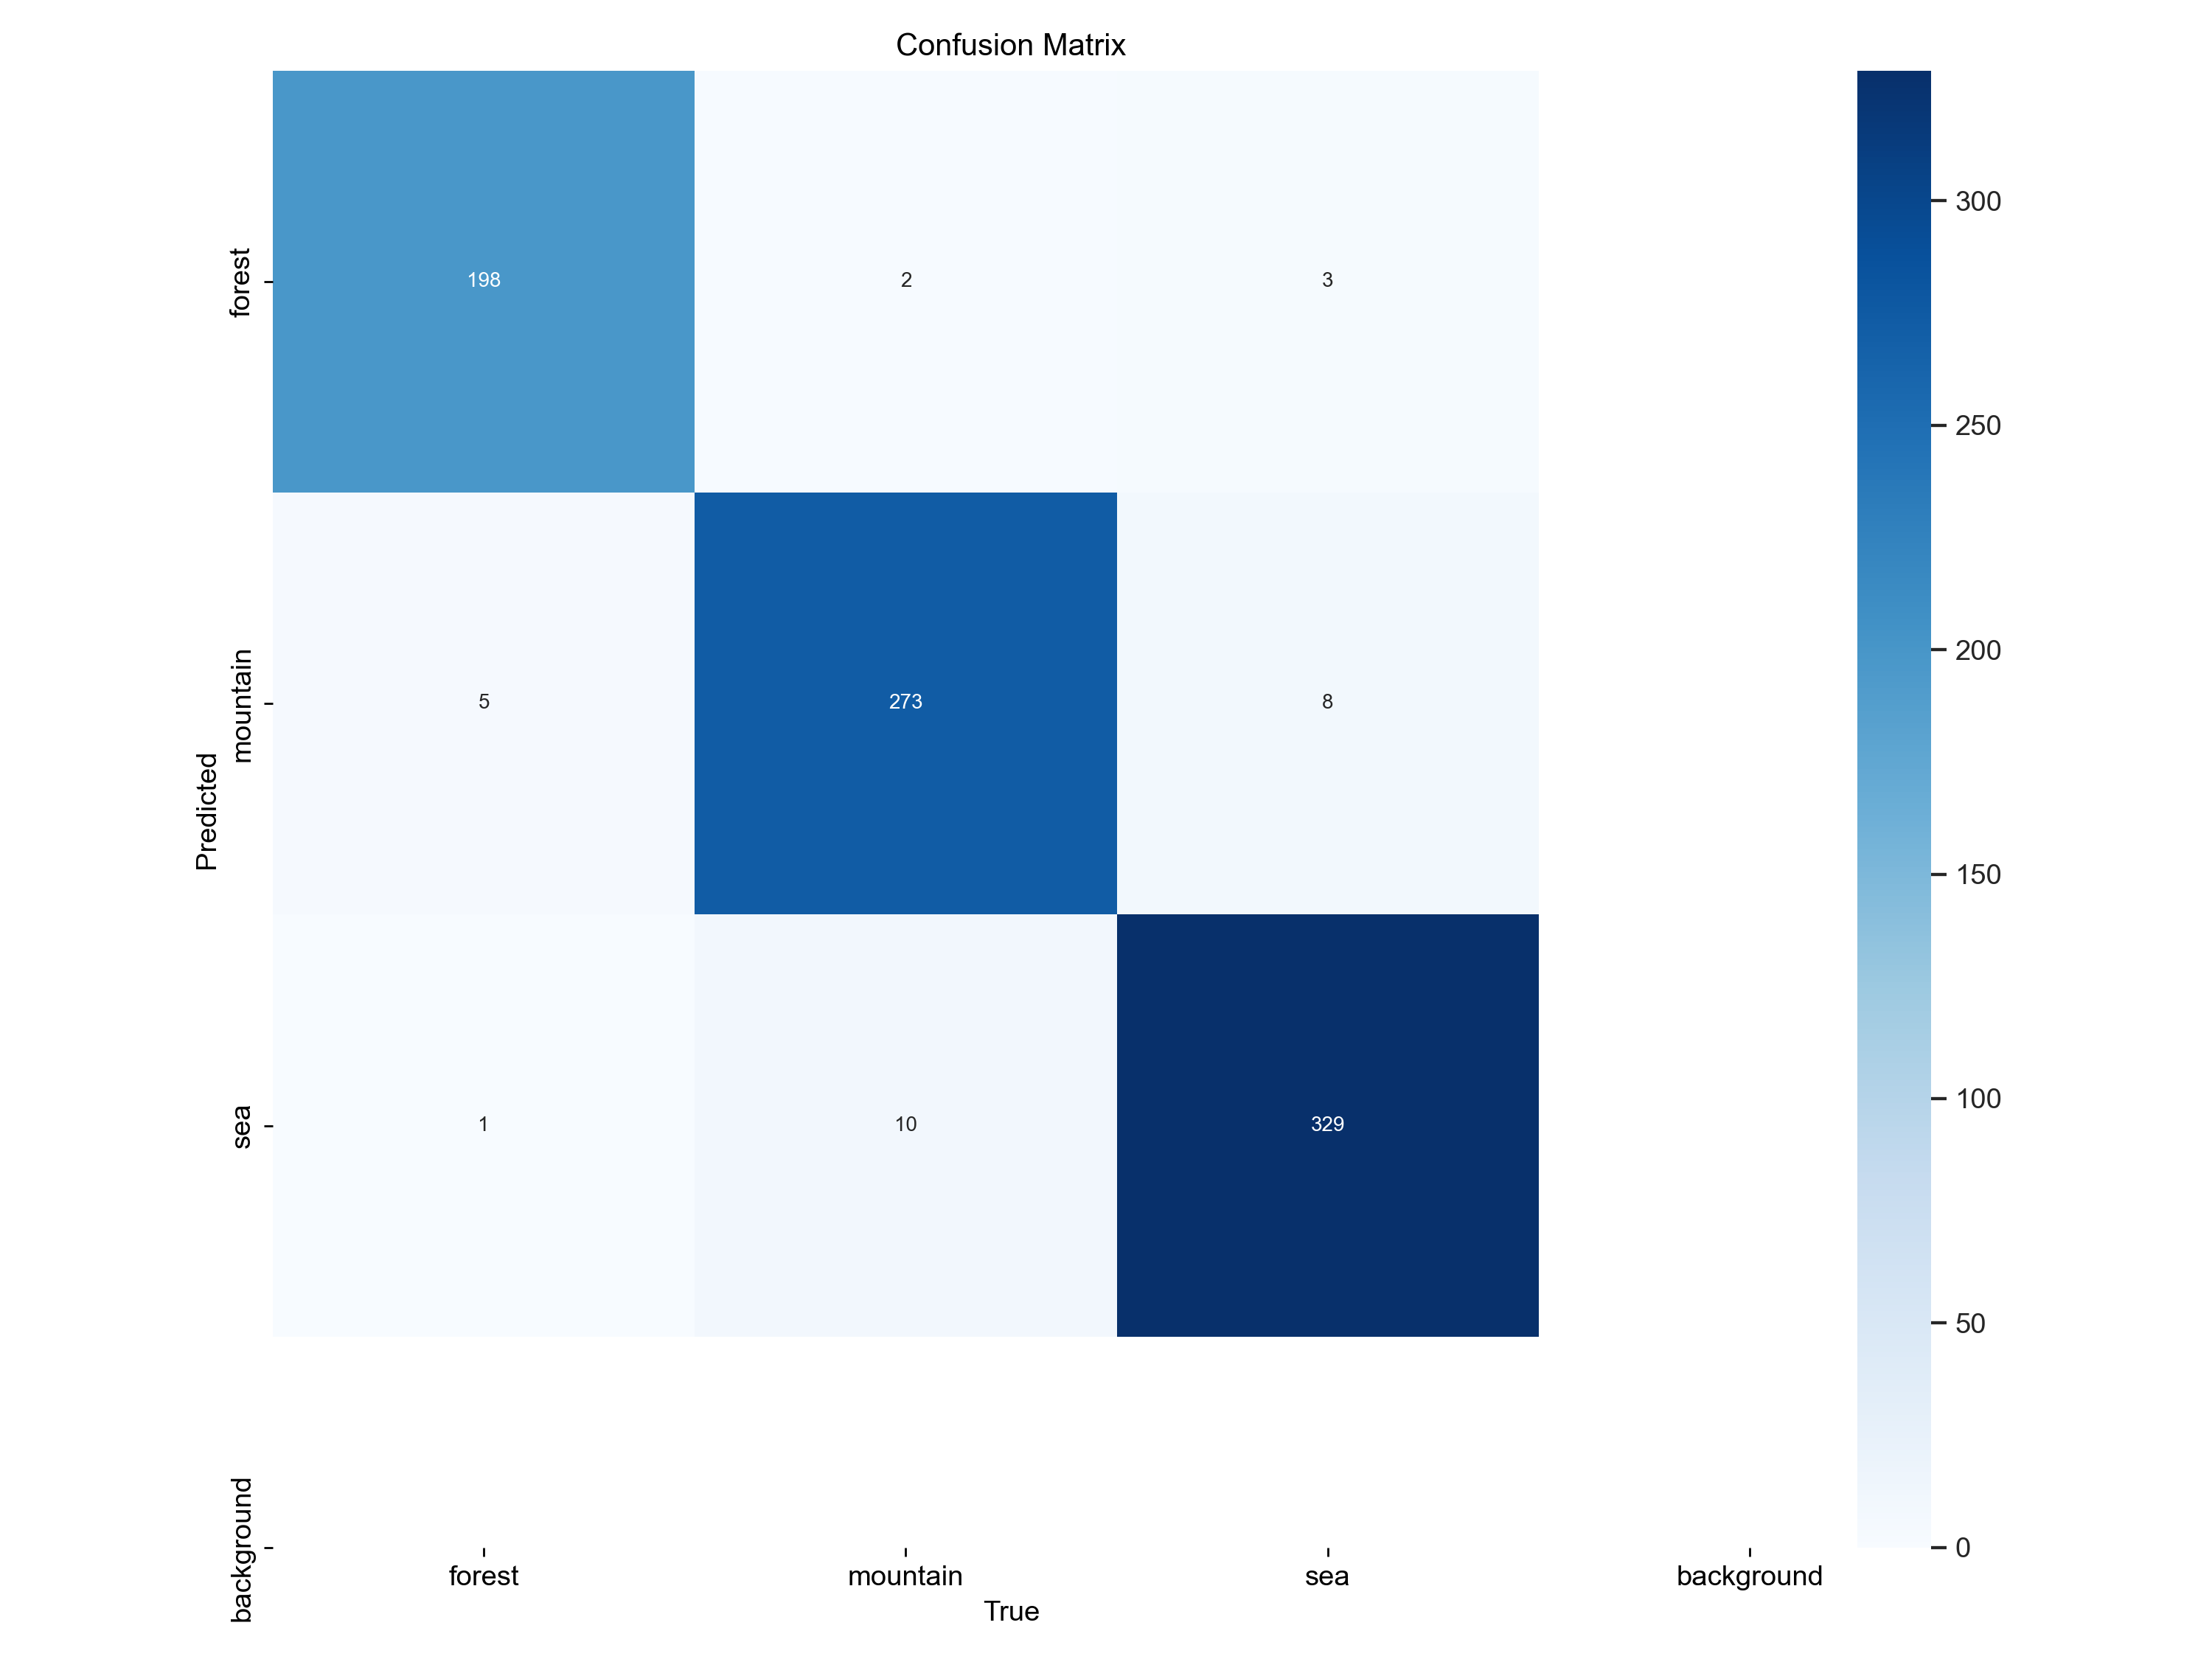 Confusion Matrix
forest
198
2
3
300
250
mountain
5
273
8
200
Predicted
150
sea
1
10
329
100
50
background
0
forest
mountain
sea
background
True